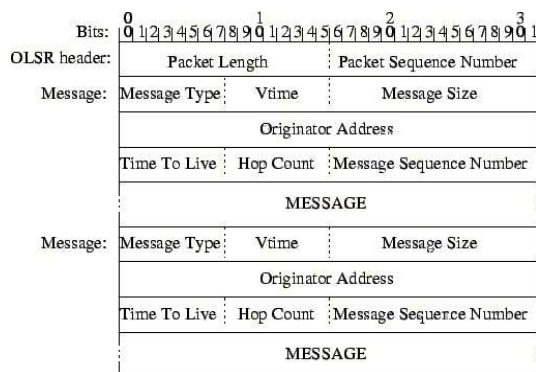 0 1 2 3
Bits: 0 1 2 3 4 5 6 7 8 9 0 1 2 3 4 5 6 7 8 9 0 1 2 3 4 5 6 7 8 9 0 1
OLSR header: Packet Length Packet Sequence Number
Message: Message Type Vtime Message Size
Originator Address
Time To Live Hop Count Message Sequence Number
MESSAGE
Message: Message Type Vtime Message Size
Originator Address
Time To Live Hop Count Message Sequence Number
MESSAGE